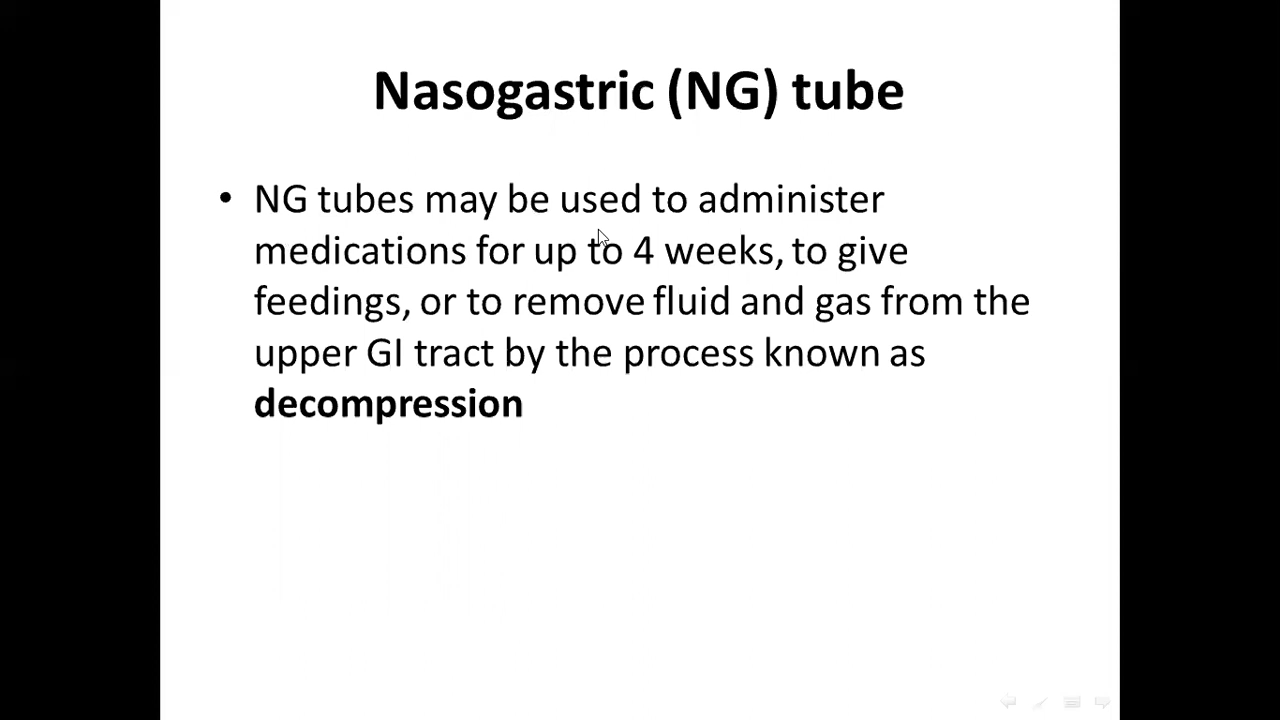 Nasogastric (NG) tube
• NG tubes may be used to administer
medications for up to 4 weeks, to give
feedings, or to remove fluid and gas from the
upper GI tract by the process known as
decompression